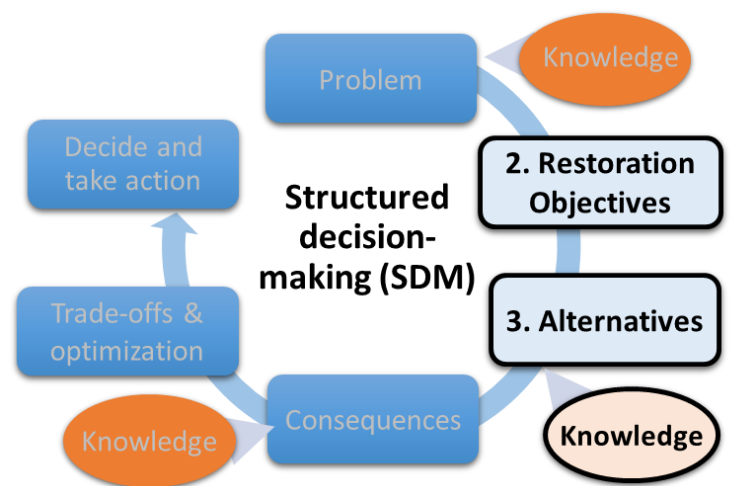 Problem
Knowledge
2. Restoration
Objectives
3. Alternatives
Knowledge
Consequences
Knowledge
Trade-offs &
optimization
Decide and
take action
Structured
decision-
making (SDM)